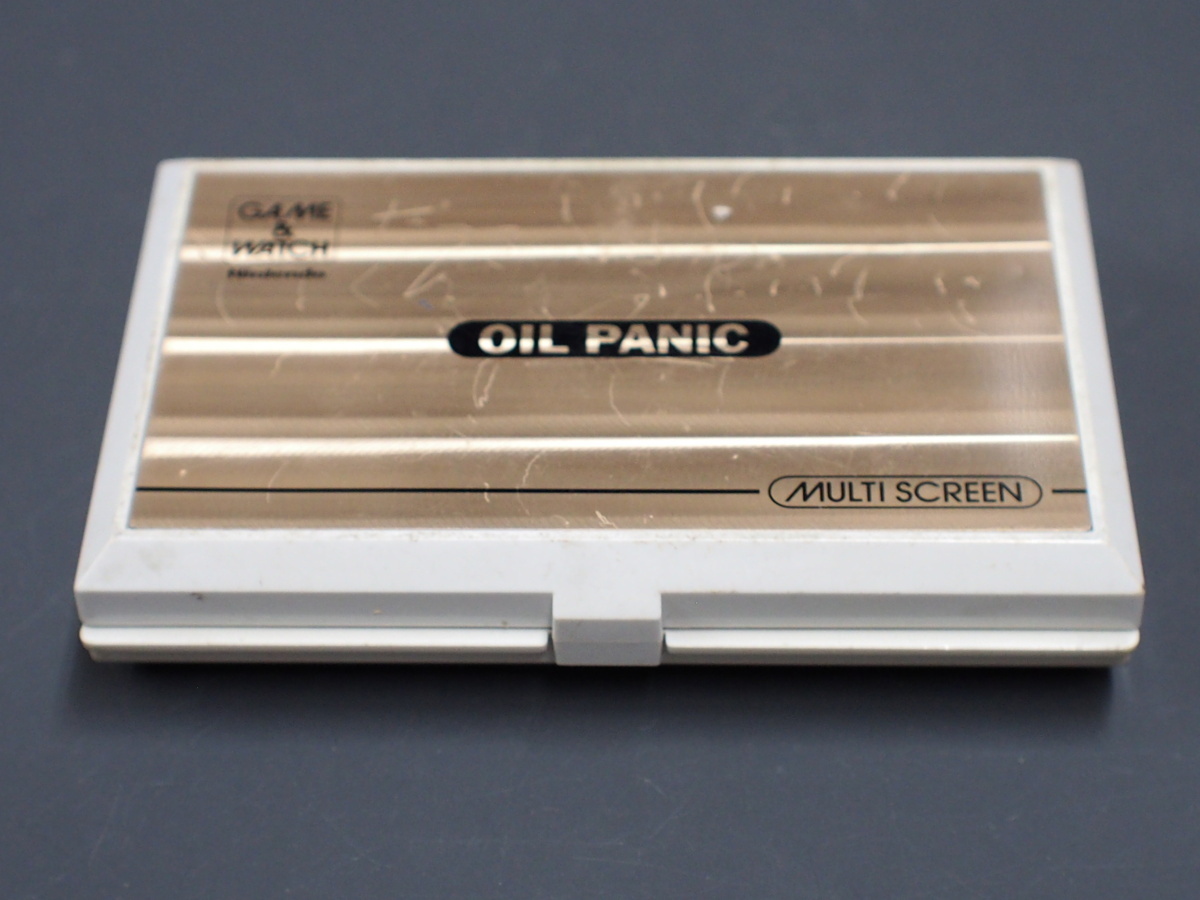 GAME
&
WATCH
Nintendo
OIL PANIC
MULTI SCREEN